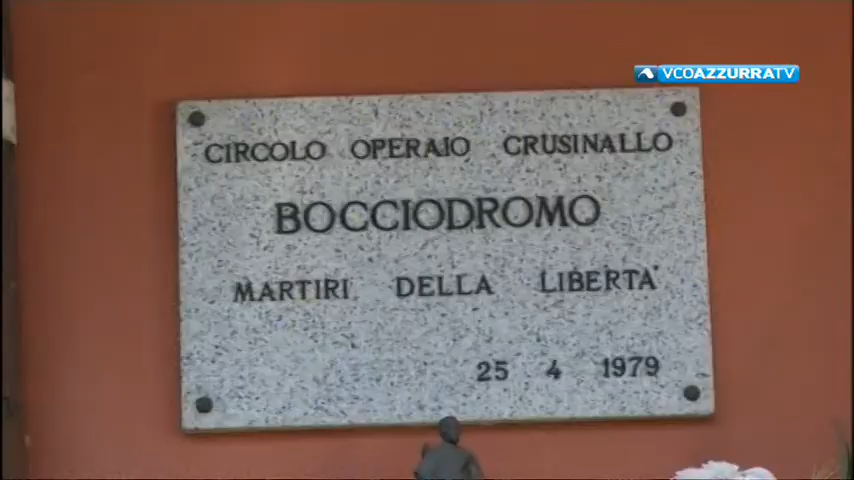 VCOAZZURRATV
CIRCOLO OPERAIO CRUSINALLO
BOCCIODROMO
MARTIRI DELLA LIBERTA'
25 4 1979